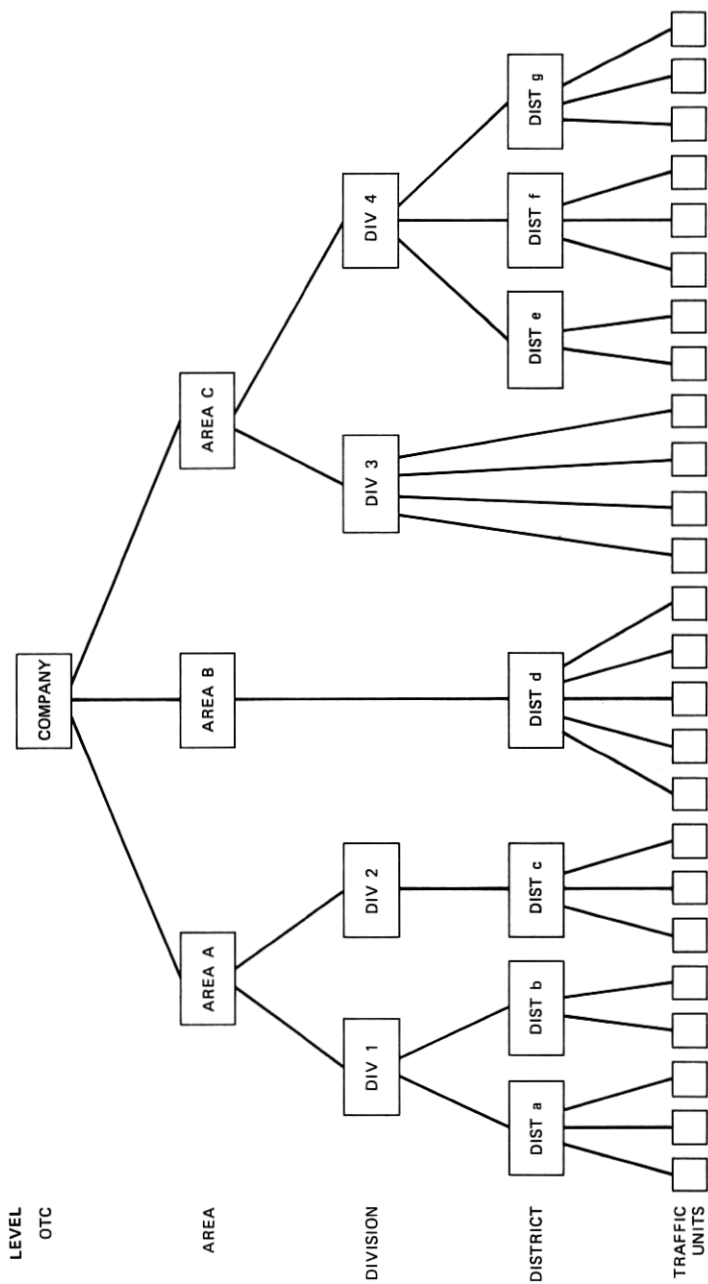 LEVEL
OTC
COMPANY
AREA
AREA A
AREA B
AREA C
DIVISION
DIV 1
DIV 2
DIV 3
DIV 4
DISTRICT
DIST a
DIST b
DIST c
DIST d
DIST e
DIST f
DIST g
TRAFFIC
UNITS